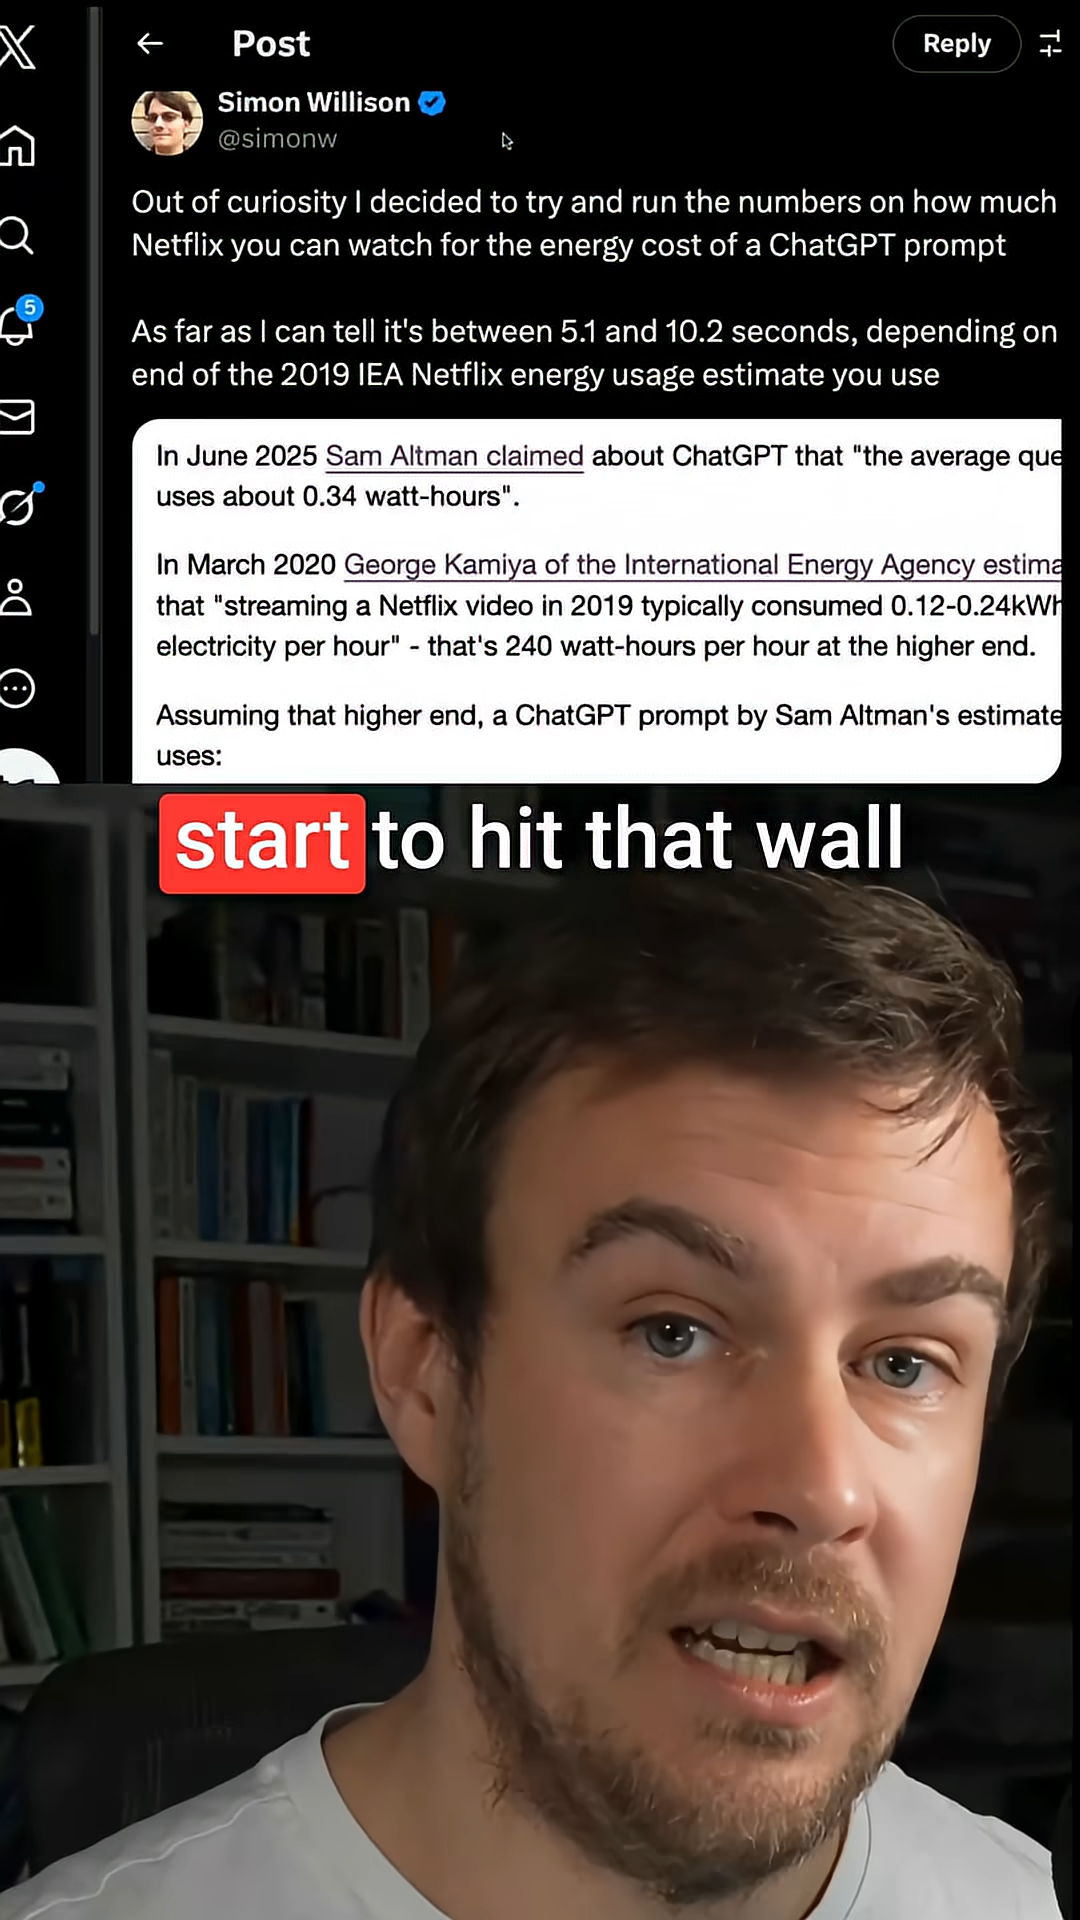 Post
Reply
Simon Willison
@simonw
5
Out of curiosity I decided to try and run the numbers on how much
Netflix you can watch for the energy cost of a ChatGPT prompt
As far as I can tell it's between 5.1 and 10.2 seconds, depending on
end of the 2019 IEA Netflix energy usage estimate you use
In June 2025 Sam Altman claimed about ChatGPT that "the average que
uses about 0.34 watt-hours".
In March 2020 George Kamiya of the International Energy Agency estima
that "streaming a Netflix video in 2019 typically consumed 0.12-0.24kWh
electricity per hour" - that's 240 watt-hours per hour at the higher end.
Assuming that higher end, a ChatGPT prompt by Sam Altman's estimate
uses:
start to hit that wall